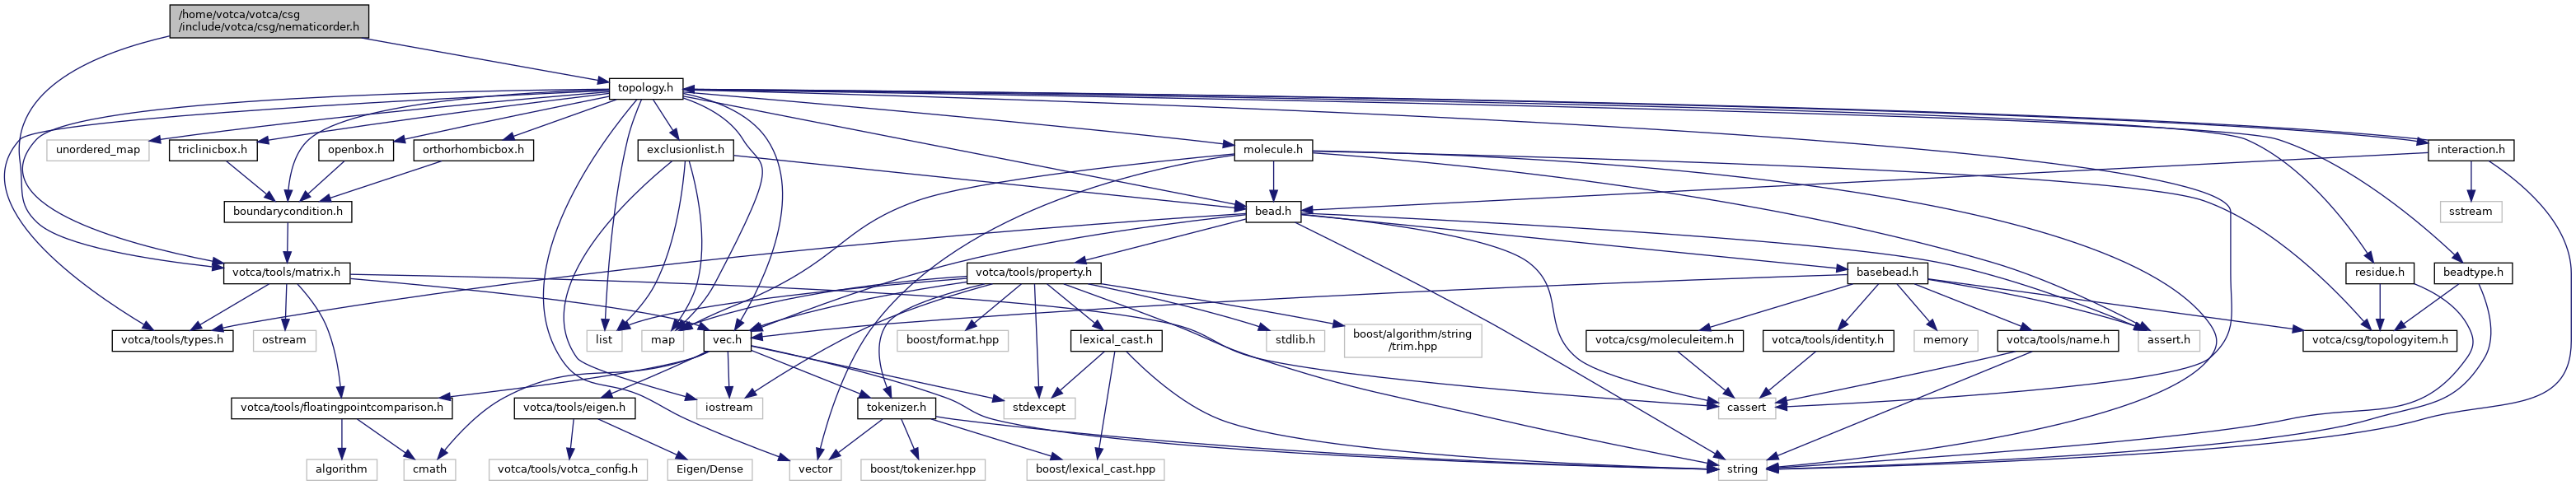 /home/votca/votca/csg
/include/votca/csg/nematicorder.h
topology.h
unordered_map
triclinicbox.h
openbox.h
orthorhombicbox.h
exclusionlist.h
molecule.h
interaction.h
boundarycondition.h
bead.h
sstream
votca/tools/matrix.h
votca/tools/property.h
basebead.h
residue.h
beadtype.h
votca/tools/types.h
ostream
list
map
vec.h
boost/format.hpp
lexical_cast.h
stdlib.h
boost/algorithm/string
/trim.hpp
votca/csg/moleculeitem.h
votca/tools/identity.h
memory
votca/tools/name.h
assert.h
votca/csg/topologyitem.h
votca/tools/floatingpointcomparison.h
votca/tools/eigen.h
iostream
tokenizer.h
stdexcept
cassert
algorithm
cmath
votca/tools/votca_config.h
Eigen/Dense
vector
boost/tokenizer.hpp
boost/lexical_cast.hpp
string